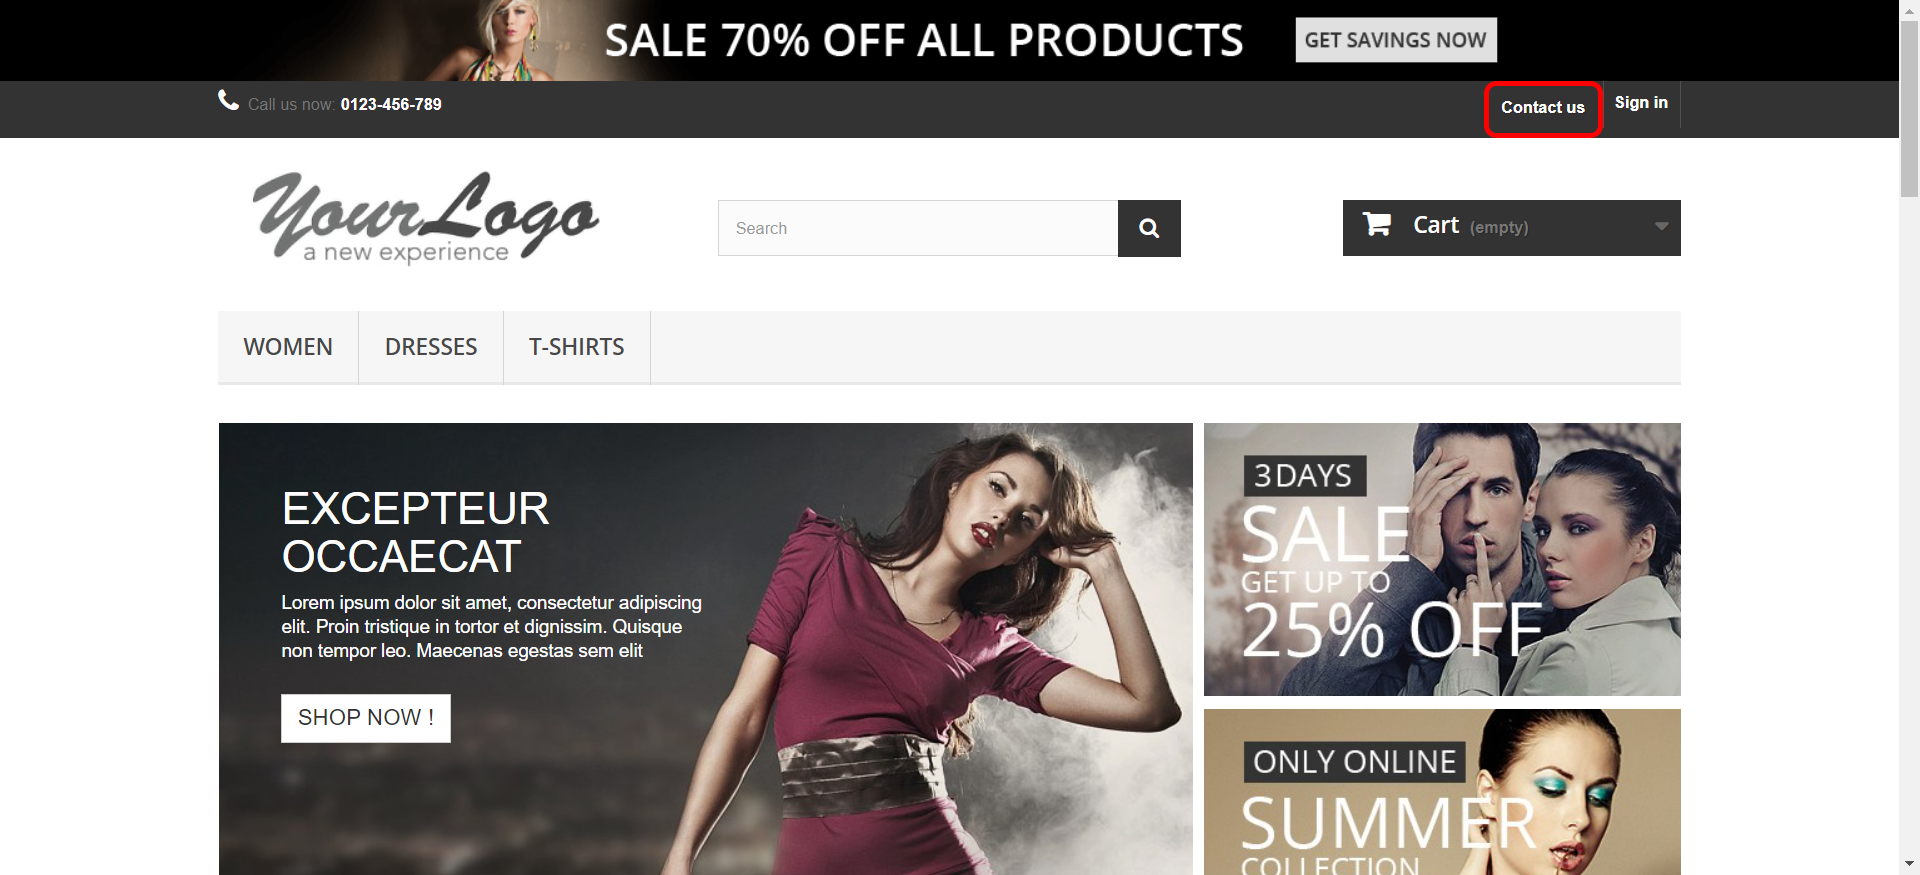 SALE 70% OFF ALL PRODUCTS GET SAVINGS NOW
Call us now: 0123-456-789
Contact us
Sign in
YourLogo
a new experience
Search
Cart (empty)
WOMEN DRESSES T-SHIRTS
EXCEPTEUR
OCCAECAT
Lorem ipsum dolor sit amet, consectetur adipiscing
elit. Proin tristique in tortor et dignissim. Quisque
non tempor leo. Maecenas egestas sem elit
SHOP NOW !
3 DAYS
SALE
GET UP TO
25% OFF
ONLY ONLINE
SUMMER
COLLECTION